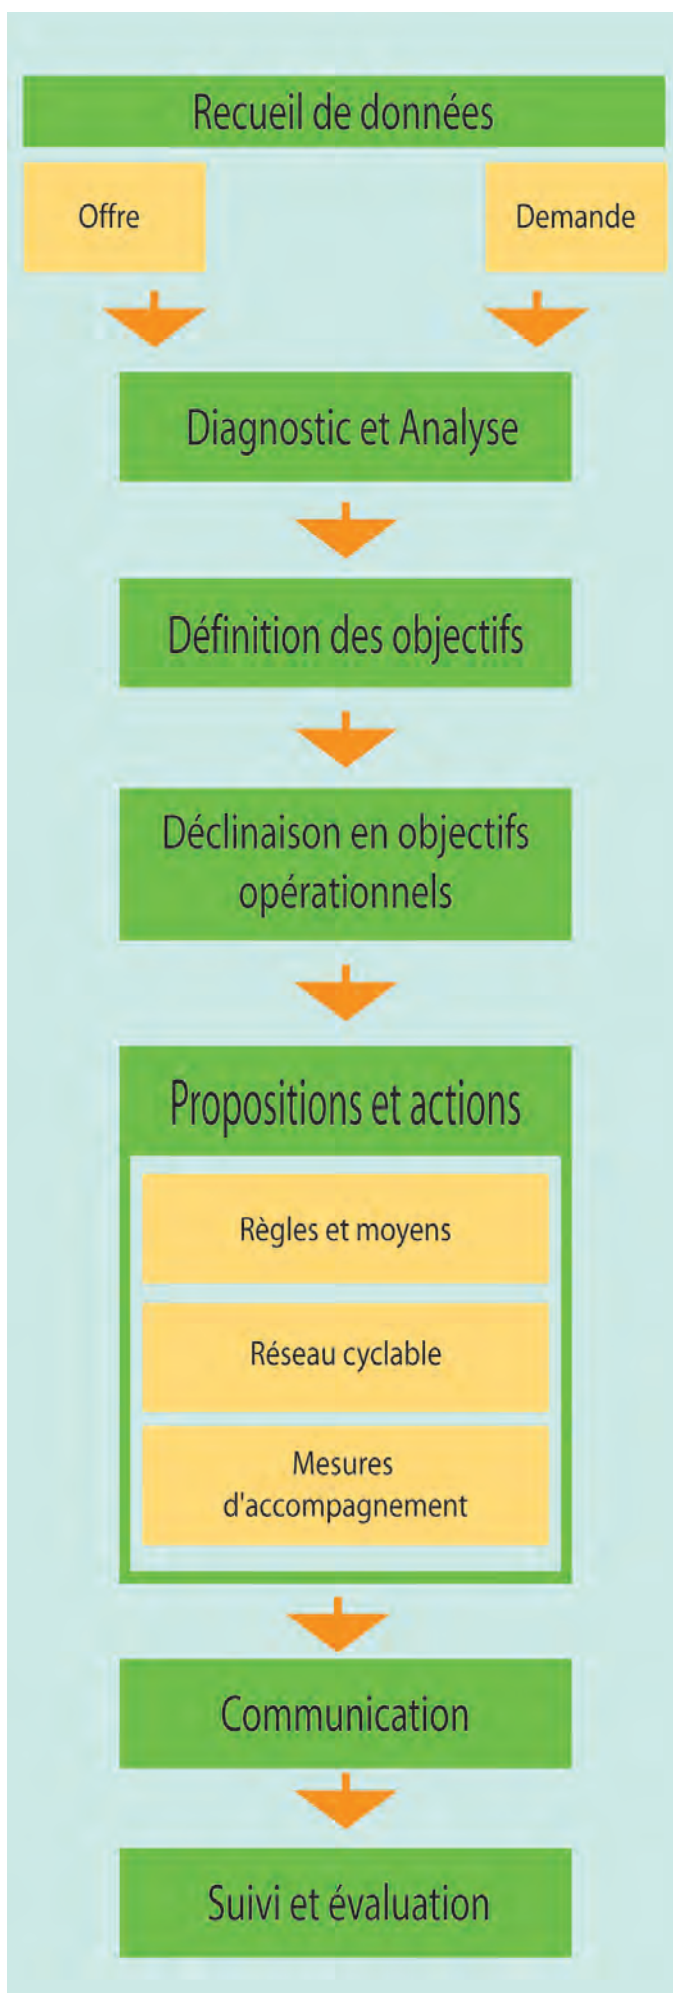 Recueil de données
Offre
Demande
Diagnostic et Analyse
Définition des objectifs
Déclinaison en objectifs
opérationnels
Propositions et actions
Règles et moyens
Réseau cyclable
Mesures
d'accompagnement
Communication
Suivi et évaluation